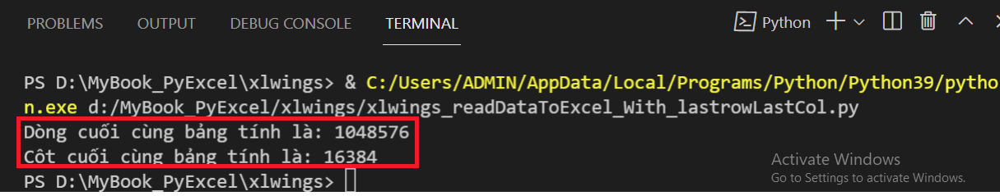 PROBLEMS OUTPUT DEBUG CONSOLE TERMINAL Python
PS D:\MyBook_PyExcel\xlwings> & C:/Users/ADMIN/AppData/Local/Programs/Python/Python39/pytho
n.exe d:/MyBook_PyExcel/xlwings/xlwings_readDataToExcel_With_lastrowLastCol.py
Dòng cuối cùng bảng tính là: 1048576
Côt cuối cùng bảng tính là: 16384
Activate Windows
PS D:\MyBook_PyExcel\xlwings>
Go to Settings to activate Windows.